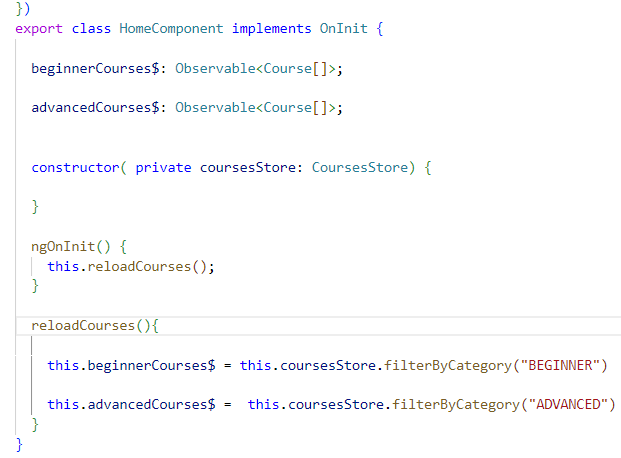 })
export class HomeComponent implements OnInit {
beginnerCourses$: Observable<Course[]>;
advancedCourses$: Observable<Course[]>;
constructor( private coursesStore: CoursesStore) {
}
ngOnInit() {
this.reloadCourses();
}
reloadCourses(){
this.beginnerCourses$ = this.coursesStore.filterByCategory("BEGINNER")
this.advancedCourses$ =  this.coursesStore.filterByCategory("ADVANCED")
}
}